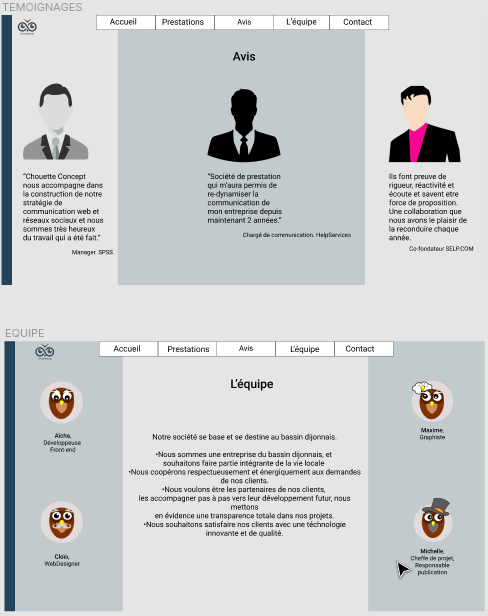 TEMOIGNAGES
Accueil
Prestations
Avis
L'équipe
Contact
Avis
"Chouette Concept
nous accompagne dans
la construction de notre
stratégie de
communication web et
réseaux sociaux et nous
sommes très heureux
du travail qui a été fait."
Manager. SPSS
"Société de prestation
qui m'aura permis de
re-dynamiser la
communication de
mon entreprise depuis
maintenant 2 années."
Chargé de communication. HelpServices
Ils font preuve de
rigueur, réactivité et
écoute et savent etre
force de proposition.
Une collaboration que
nous avons le plaisir de
la reconduire chaque
année.
Co-fondateur SELP.COM
EQUIPE
Accueil
Prestations
Avis
L'équipe
Contact
L'équipe
Aïcha,
Développeuse
Front-end
Maxime,
Graphiste
Notre société se base et se destine au bassin dijonnais.
•Nous sommes une entreprise du bassin dijonnais, et
souhaitons faire partie intégrante de la vie locale
•Nous coopérons respectueusement et énergiquement aux demandes
de nos clients.
•Nous voulons être les partenaires de nos clients,
les accompagner pas à pas vers leur développement futur, nous
mettons
en évidence une transparence totale dans nos projets.
•Nous souhaitons satisfaire nos clients avec une téchnologie
innovante et de qualité.
Cloïs,
WebDesigner
Michelle,
Cheffe de projet,
Responsable
publication